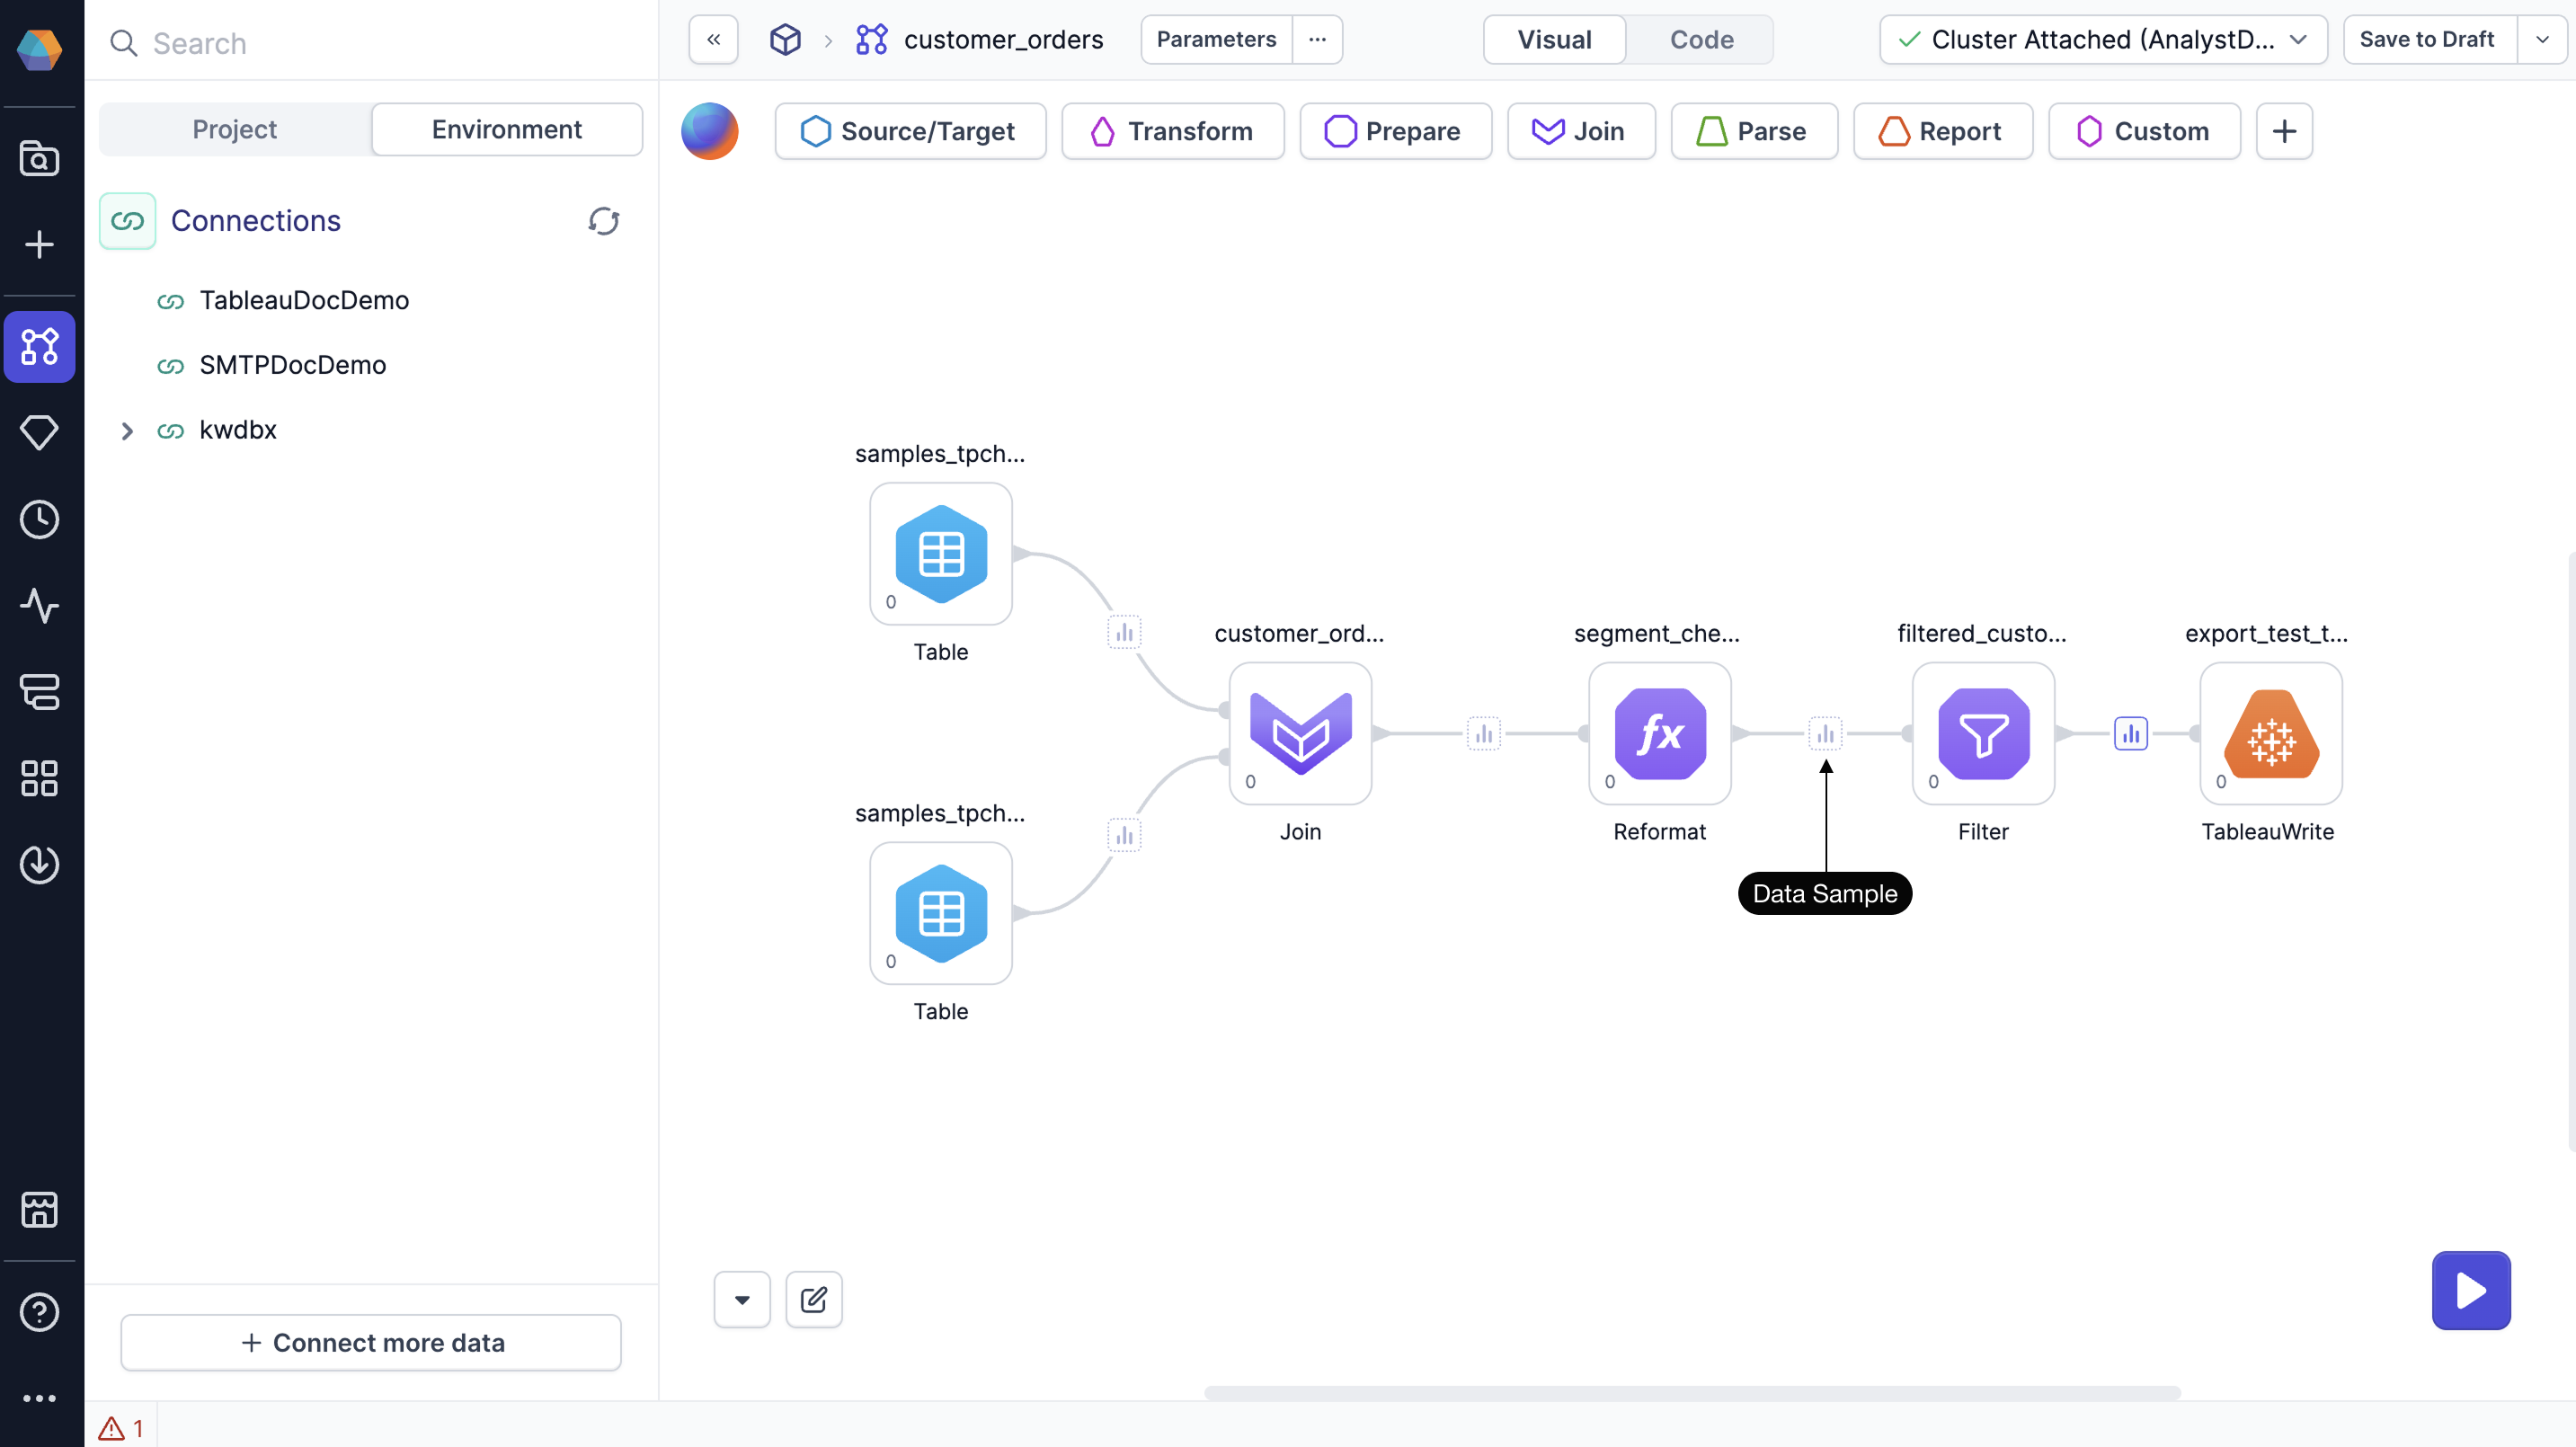 Search
customer_orders
Parameters
Visual
Code
Cluster Attached (AnalystD...
Save to Draft
Project
Environment
Source/Target
Transform
Prepare
Join
Parse
Report
Custom
Connections
TableauDocDemo
SMTPDocDemo
kwdbx
samples_tpch...
0
Table
samples_tpch...
0
Table
customer_ord...
0
Join
segment_che...
fx
0
Reformat
filtered_custo...
0
Filter
export_test_t...
0
TableauWrite
Data Sample
Connect more data
1